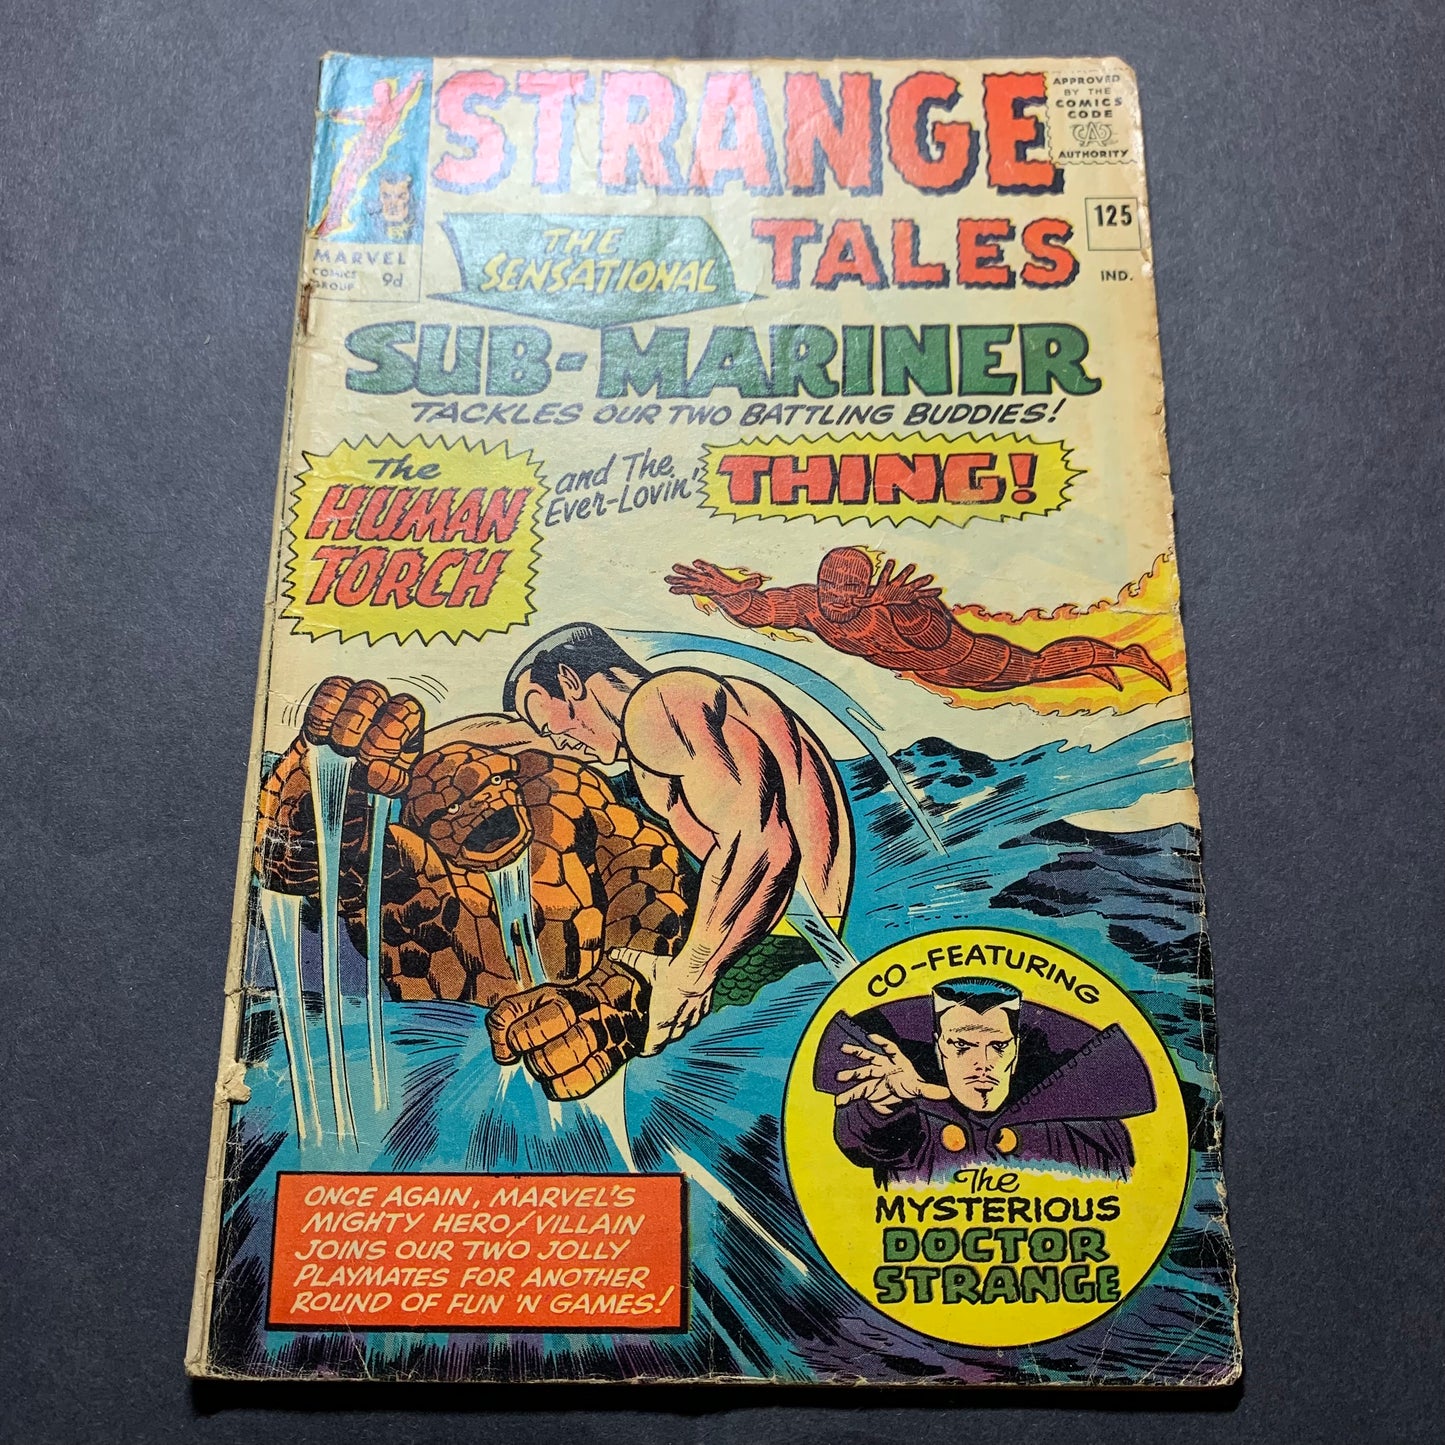 STRANGE
TALES
APPROVED
BY THE
COMICS
CODE
AUTHORITY
MARVEL
COMICS
GROUP
9d
125
IND.
THE
SENSATIONAL
SUB-MARINER
TACKLES OUR TWO BATTLING BUDDIES!
The
HUMAN
TORCH
and The
Ever-Lovin'
THING!
CO-FEATURING
The
MYSTERIOUS
DOCTOR
STRANGE
ONCE AGAIN, MARVEL'S
MIGHTY HERO/VILLAIN
JOINS OUR TWO JOLLY
PLAYMATES FOR ANOTHER
ROUND OF FUN 'N GAMES!